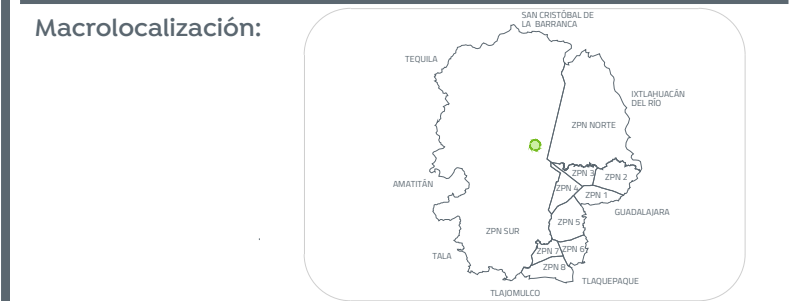 Macrolocalización:
SAN CRISTÓBAL DE
LA BARRANCA
TEQUILA
IXTLAHUACÁN
DEL RÍO
ZPN NORTE
ZPN 3
ZPN 2
AMATITÁN
ZPN 4
ZPN 1
GUADALAJARA
ZPN 5
ZPN SUR
ZPN 7
ZPN 6
TALA
ZPN 8
TLAQUEPAQUE
TLAJOMULCO